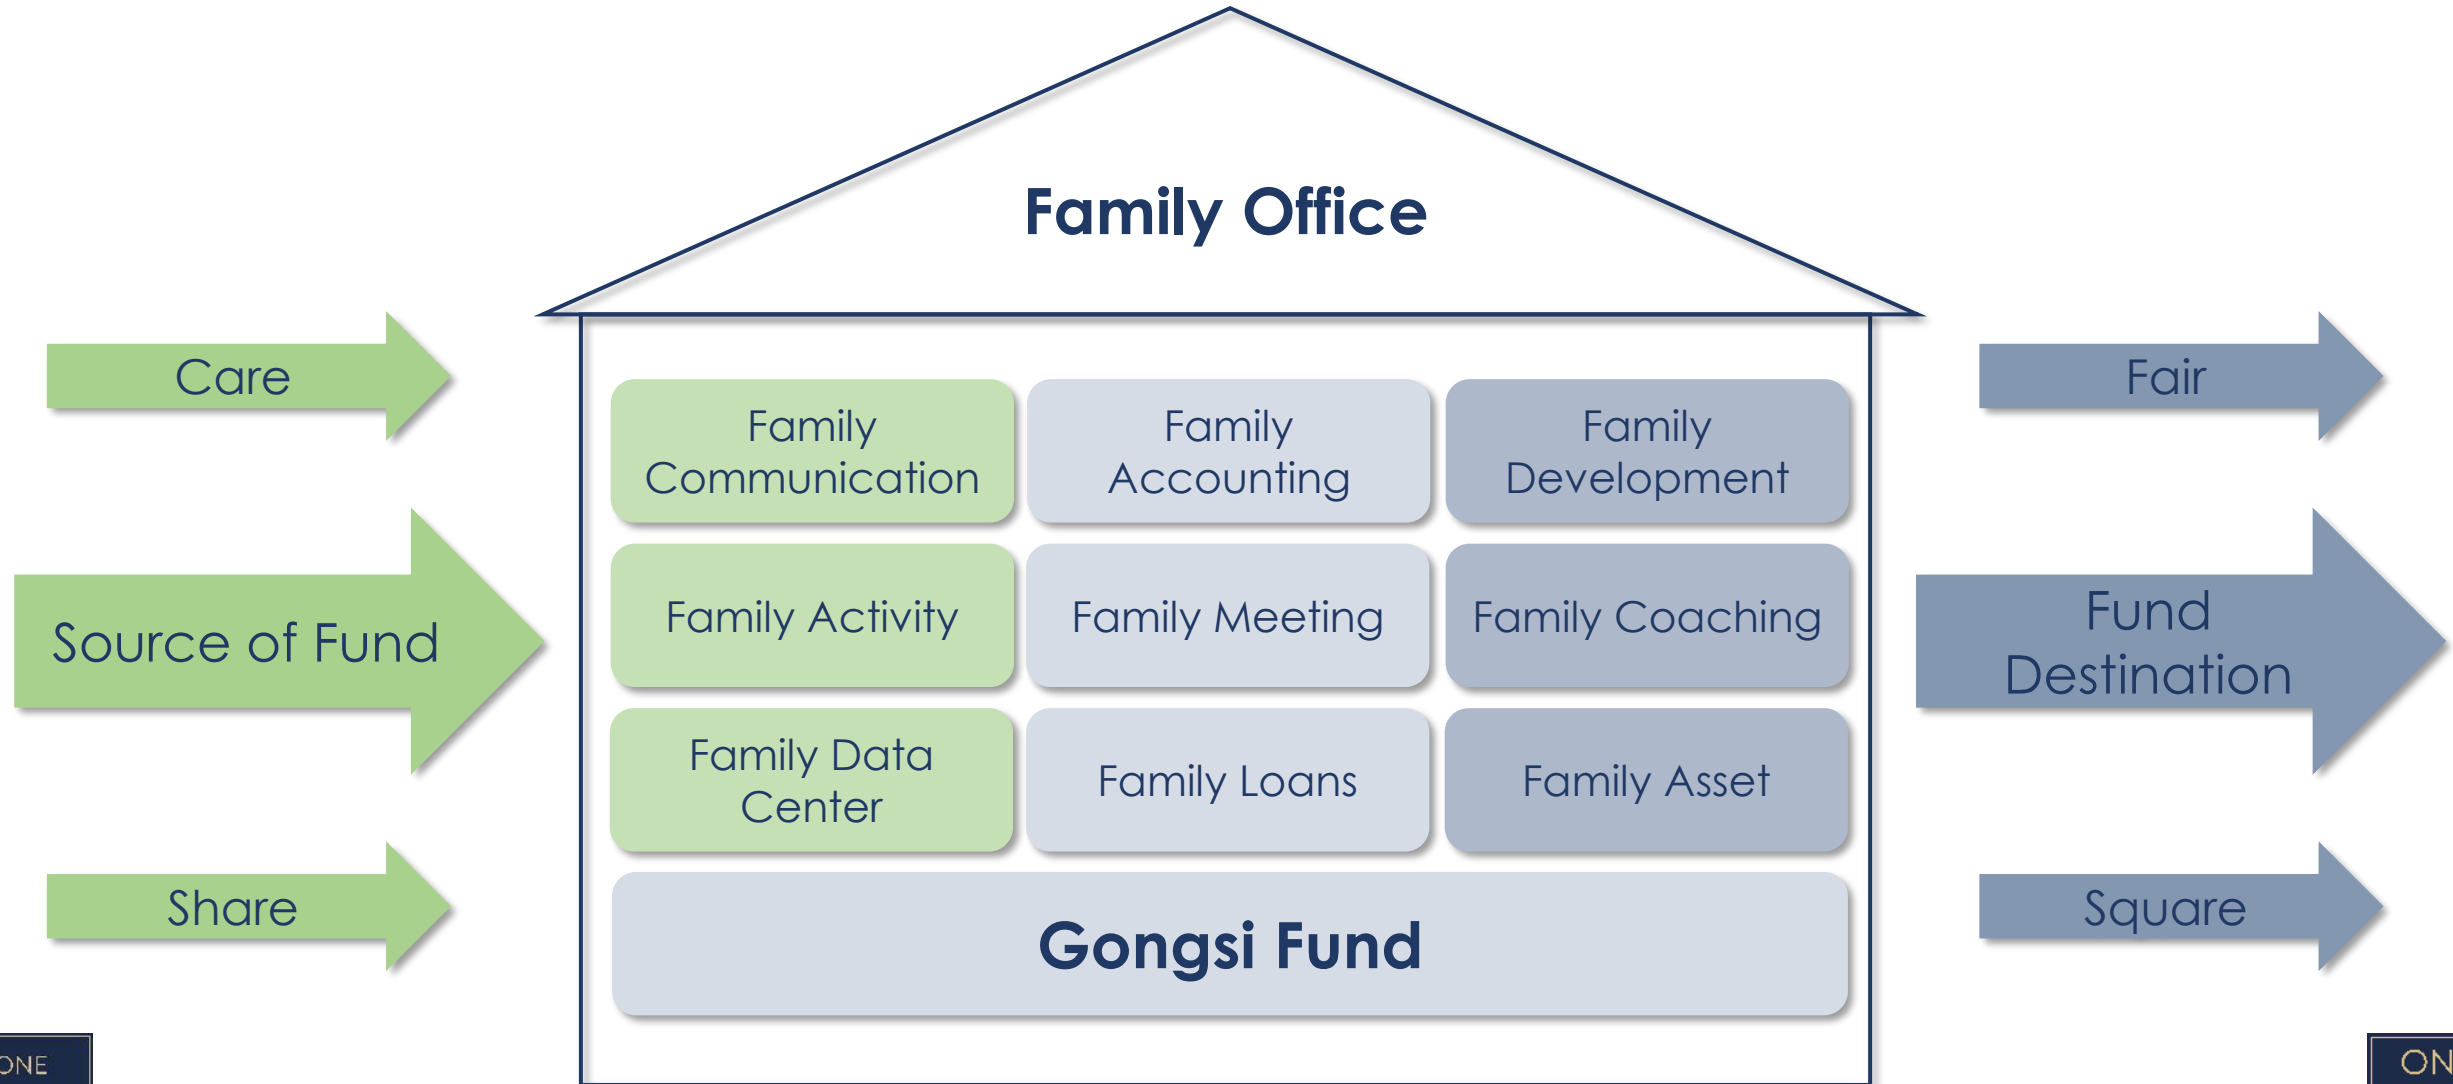 Family Office
Care
Source of Fund
Share
Family
Communication
Family
Accounting
Family
Development
Family Activity
Family Meeting
Family Coaching
Family Data
Center
Family Loans
Family Asset
Gongsi Fund
Fair
Fund
Destination
Square